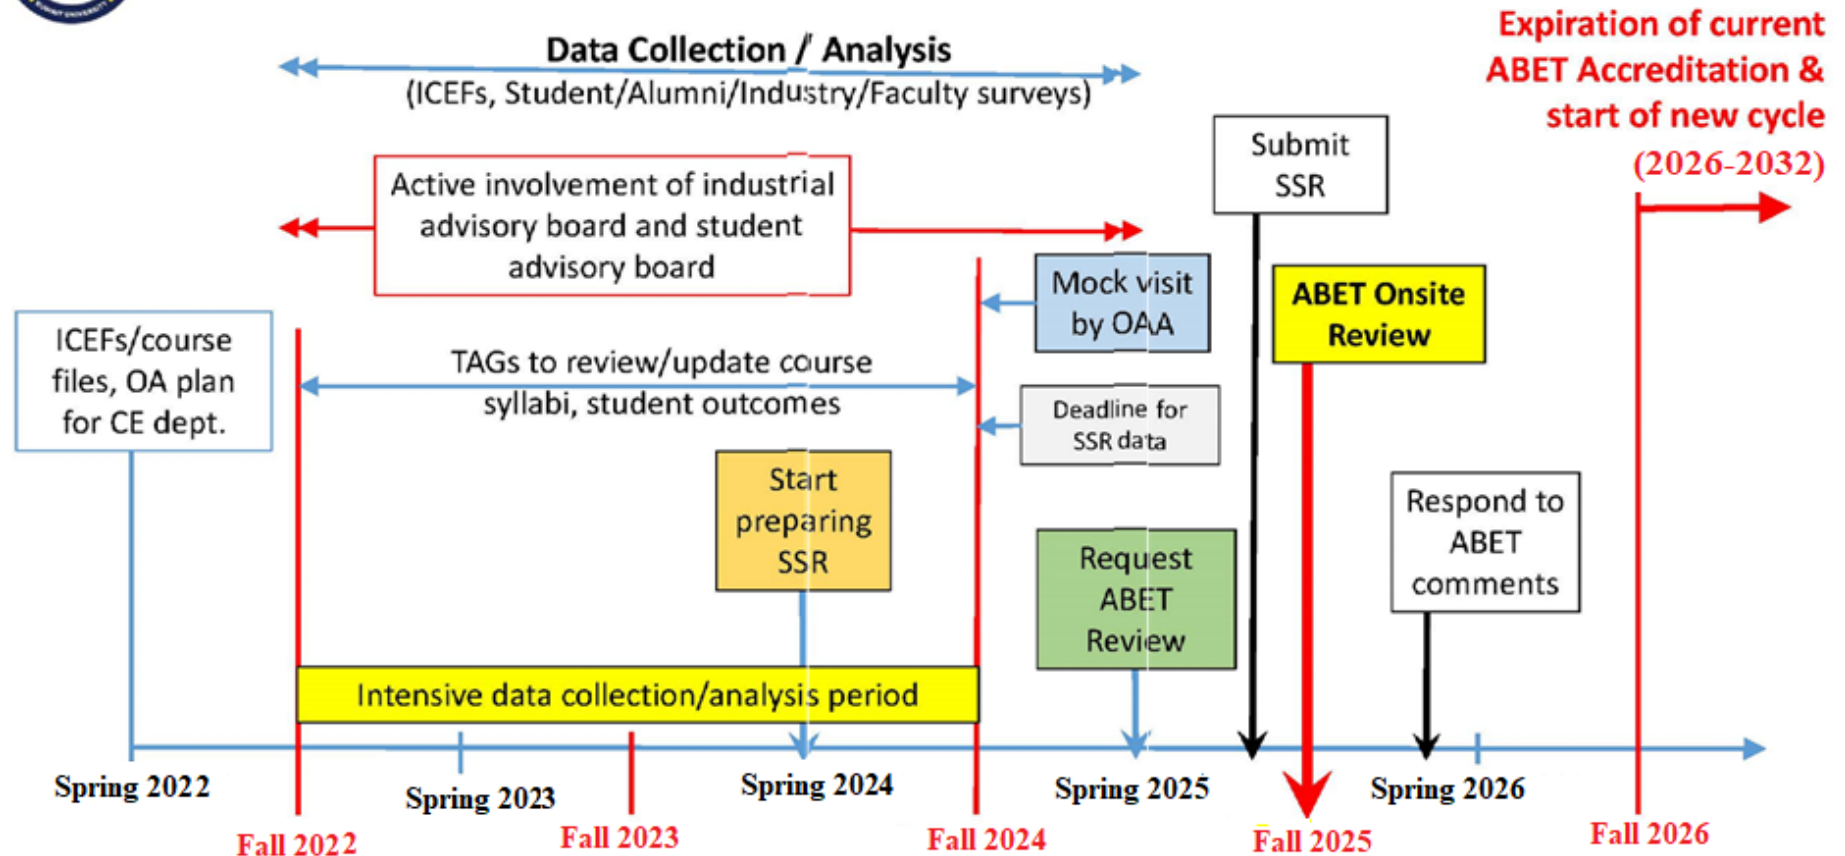 SUMMIT UNIVERSITY
Data Collection / Analysis
(ICEFs, Student/Alumni/Industry/Faculty surveys)
Expiration of current
ABET Accreditation &
start of new cycle
(2026-2032)
Submit
SSR
Active involvement of industrial
advisory board and student
advisory board
Mock visit
by OAA
ABET Onsite
Review
ICEFs/course
files, OA plan
for CE dept.
TAGs to review/update course
syllabi, student outcomes
Deadline for
SSR data
Start
preparing
SSR
Respond to
ABET
comments
Request
ABET
Review
Intensive data collection/analysis period
Spring 2022
Spring 2023
Spring 2024
Spring 2025
Spring 2026
Fall 2022
Fall 2023
Fall 2024
Fall 2025
Fall 2026